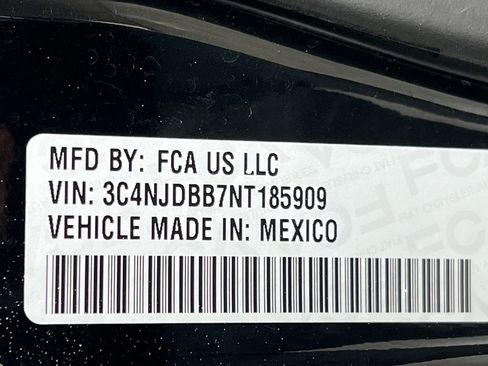 MFD BY: FCA US LLC
VIN: 3C4NJDBB7NT185909
VEHICLE MADE IN: MEXICO